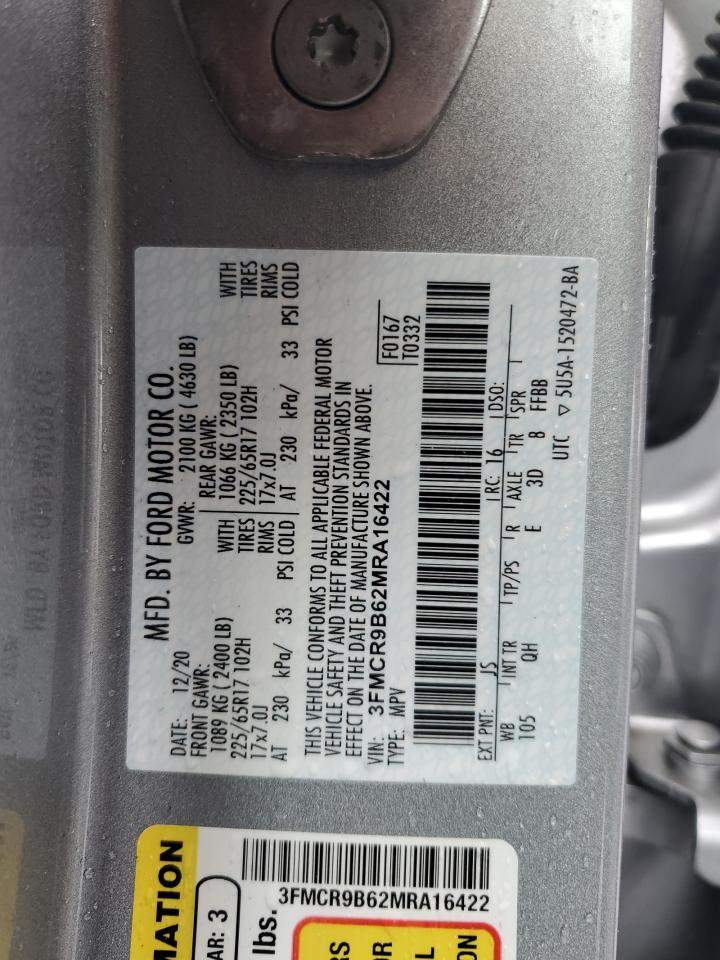 MFD. BY FORD MOTOR CO.
DATE: 12/20 GVWR: 2100 KG ( 4630 LB)
FRONT GAWR: REAR GAWR:
1089 KG ( 2400 LB) WITH 1066 KG ( 2350 LB) WITH
225/65R17 102H TIRES 225/65R17 102H TIRES
17x7.0J RIMS 17x7.0J RIMS
AT 230 kPa/ 33 PSI COLD AT 230 kPa/ 33 PSI COLD
THIS VEHICLE CONFORMS TO ALL APPLICABLE FEDERAL MOTOR
VEHICLE SAFETY AND THEFT PREVENTION STANDARDS IN
EFFECT ON THE DATE OF MANUFACTURE SHOWN ABOVE.
VIN: 3FMCR9B62MRA16422 F0167
TYPE: MPV T0332
EXT PNT: JS RC: 16 DSO:
WB INT TR TP/PS R AXLE TR SPR
105 QH E 3D 8 FFBB
UTC ▽ 5U5A-1520472-BA
MATION
AR: 3
lbs.
3FMCR9B62MRA16422
RS
OR
L
ON